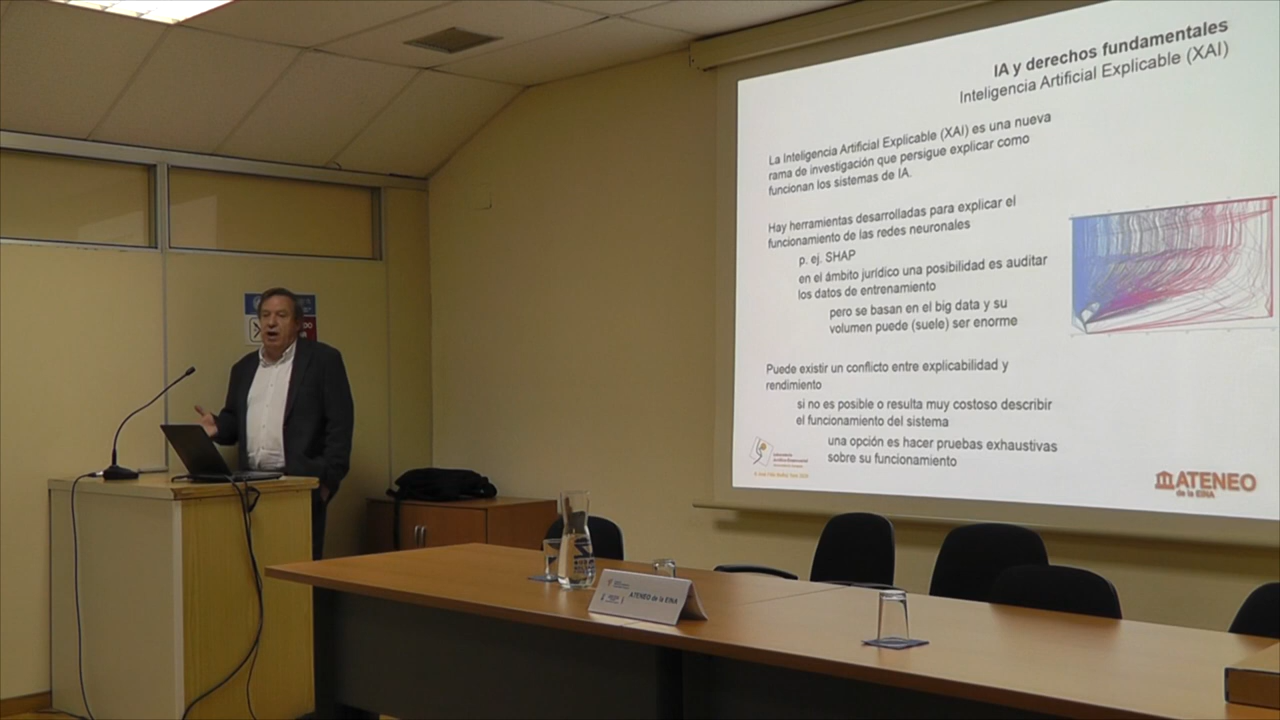 IA y derechos fundamentales
Inteligencia Artificial Explicable (XAI)
La Inteligencia Artificial Explicable (XAI) es una nueva
rama de investigación que persigue explicar como
funcionan los sistemas de IA.
Hay herramientas desarrolladas para explicar el
funcionamiento de las redes neuronales
p. ej. SHAP
en el ámbito jurídico una posibilidad es auditar
los datos de entrenamiento
pero se basan en el big data y su
volumen puede (suele) ser enorme
Puede existir un conflicto entre explicabilidad y
rendimiento
si no es posible o resulta muy costoso describir
el funcionamiento del sistema
una opción es hacer pruebas exhaustivas
sobre su funcionamiento
ATENEO
de la EINA
ATENEO de la EINA